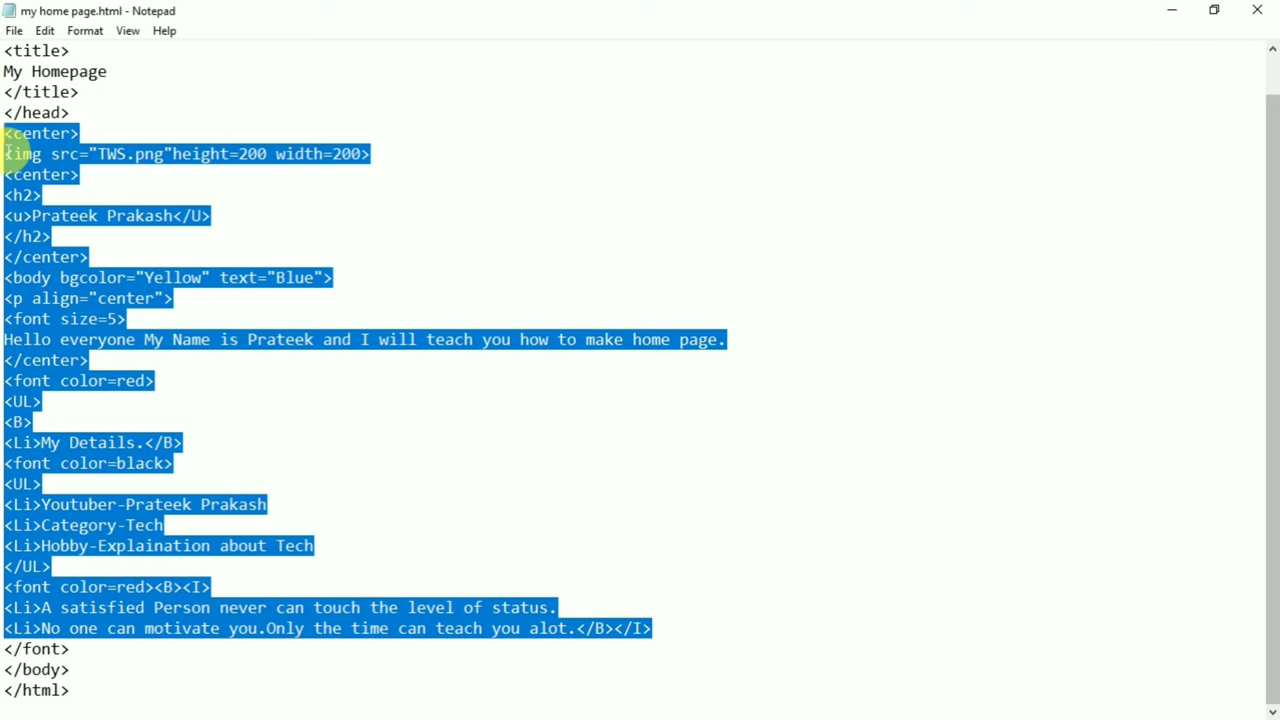 my home page.html - Notepad
File Edit Format View Help
<title>
My Homepage
</title>
</head>
<center>
<img src="TWS.png"height=200 width=200>
<center>
<h2>
<u>Prateek Prakash</U>
</h2>
</center>
<body bgcolor="Yellow" text="Blue">
<p align="center">
<font size=5>
Hello everyone My Name is Prateek and I will teach you how to make home page.
</center>
<font color=red>
<UL>
<B>
<Li>My Details.</B>
<font color=black>
<UL>
<Li>Youtuber-Prateek Prakash
<Li>Category-Tech
<Li>Hobby-Explaination about Tech
</UL>
<font color=red><B><I>
<Li>A satisfied Person never can touch the level of status.
<Li>No one can motivate you.Only the time can teach you alot.</B></I>
</font>
</body>
</html>